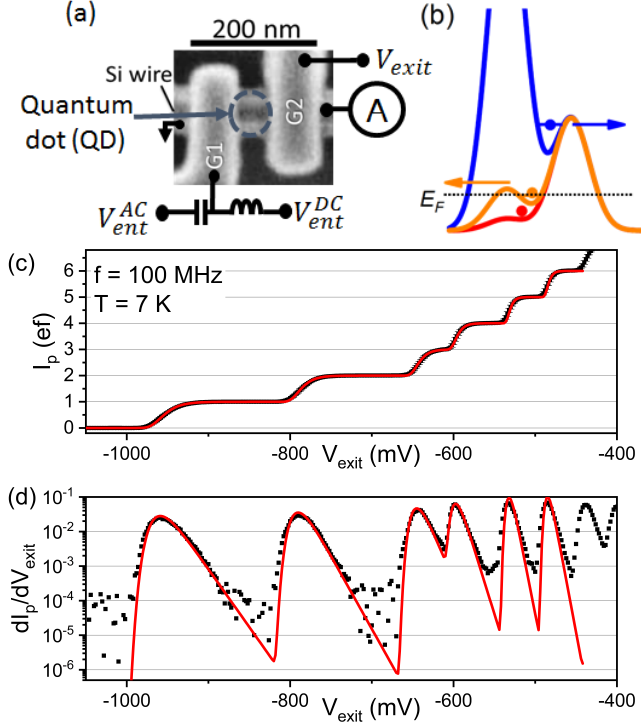 (a)
200 nm
V_exit
Si wire
A
Quantum
dot (QD)
G1
G2
V_ent^AC
V_ent^DC
(b)
E_F
(c)
f = 100 MHz
T = 7 K
I_p (ef)
6
5
4
3
2
1
0
-1000 -800 -600 -400
V_exit (mV)
(d)
dI_p/dV_exit
10^-1
10^-2
10^-3
10^-4
10^-5
10^-6
-1000 -800 -600 -400
V_exit (mV)